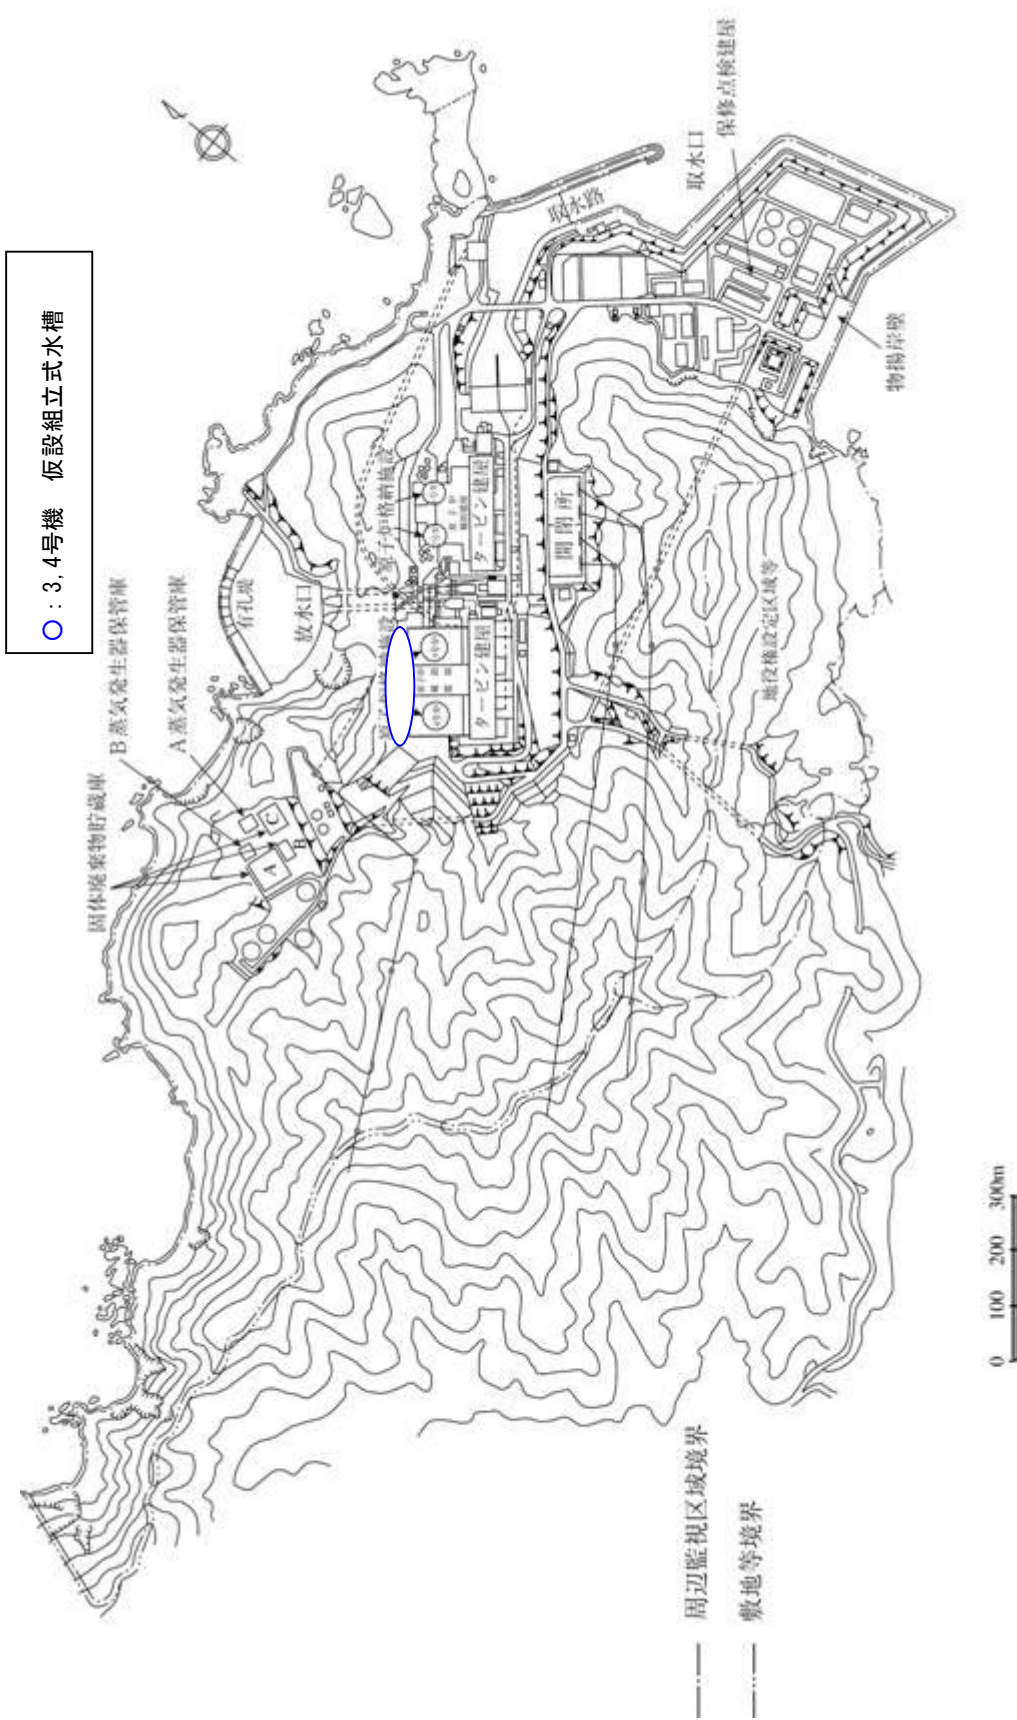 ○：3,4号機 仮設組立式水槽
B蒸気発生器保管庫
A蒸気発生器保管庫
固体廃棄物貯蔵庫
有孔堤
放水口
取水路
取水口
保修点検建屋
物揚岸壁
原子炉格納施設
タービン建屋
開閉所
タービン建屋
地役権設定区域等
A
B
C
0 100 200 300m
周辺監視区域境界
敷地等境界